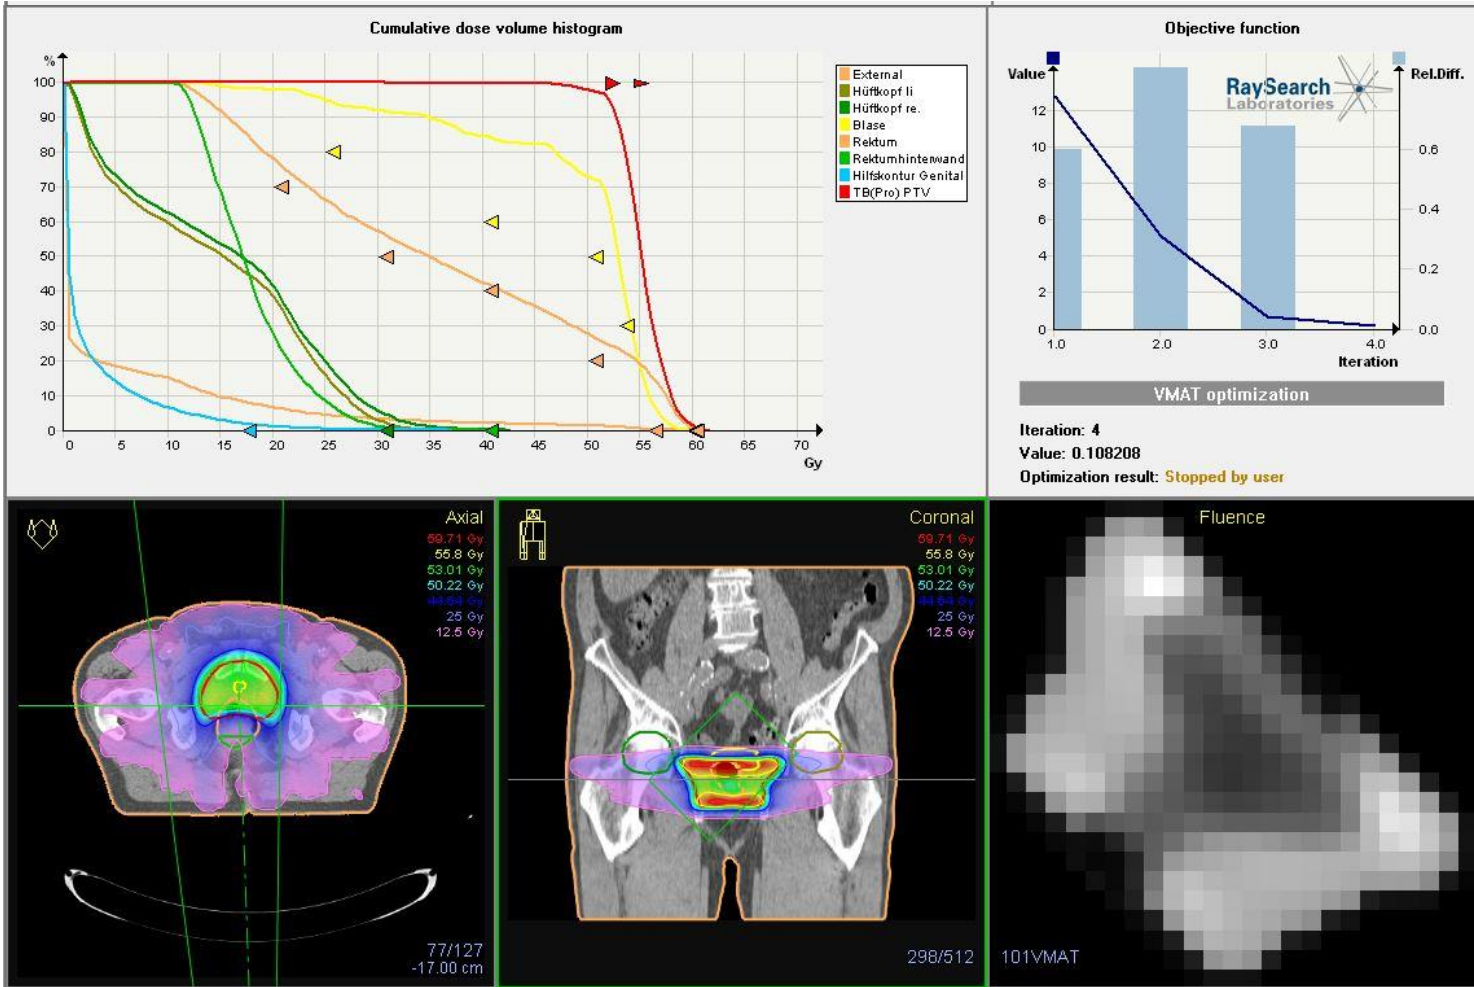 Cumulative dose volume histogram
%
100
90
80
70
60
50
40
30
20
10
0
0 5 10 15 20 25 30 35 40 45 50 55 60 65 70
Gy
External
Hüftkopf li
Hüftkopf re.
Blase
Rektum
Rektumhinterwand
Hilfskontur Genital
TB(Pro) PTV
Objective function
Value
Rel.Diff.
RaySearch
Laboratories
12
10
8
6
4
2
0
0.6
0.4
0.2
0.0
1.0 2.0 3.0 4.0
Iteration
VMAT optimization
Iteration: 4
Value: 0.108208
Optimization result: Stopped by user
Axial
59.71 Gy
55.8 Gy
53.01 Gy
50.22 Gy
44.64 Gy
25 Gy
12.5 Gy
77/127
-17.00 cm
Coronal
59.71 Gy
55.8 Gy
53.01 Gy
50.22 Gy
44.64 Gy
25 Gy
12.5 Gy
298/512
Fluence
101VMAT